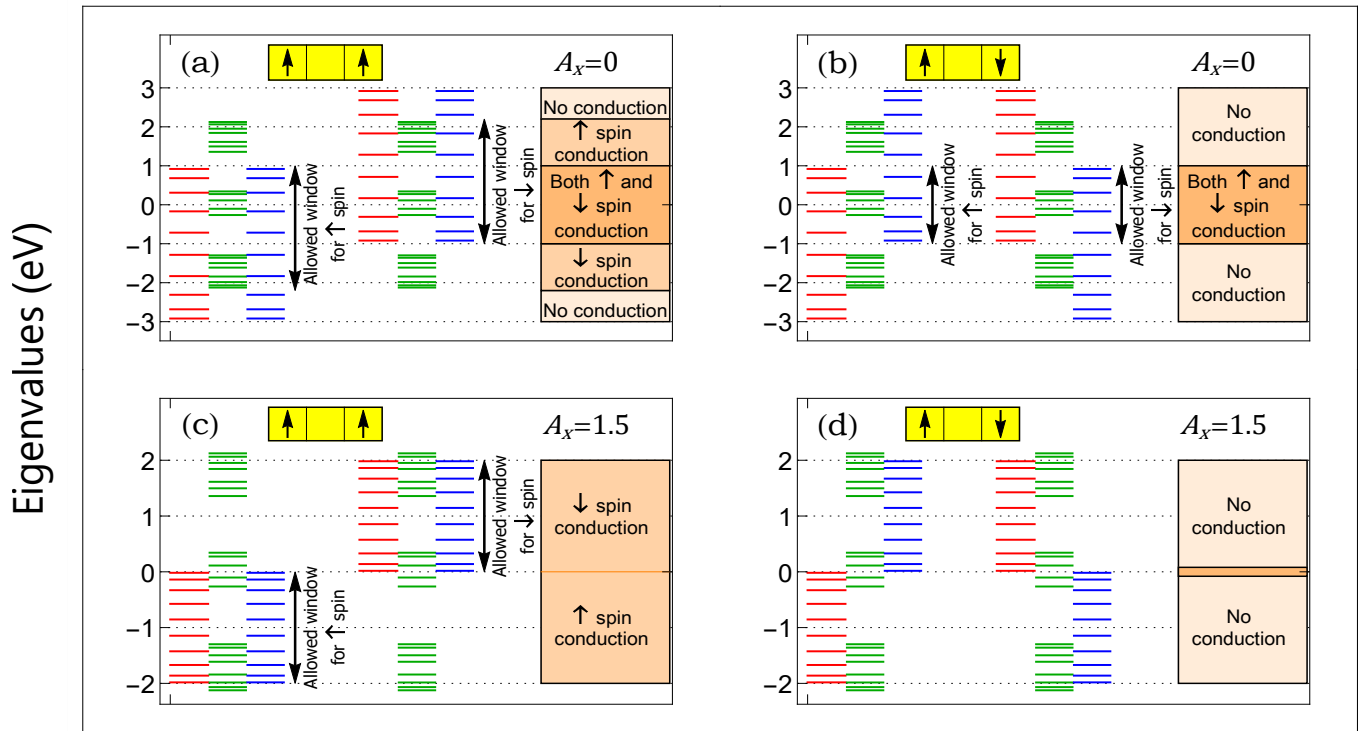 Eigenvalues (eV)
(a)
↑ ↑
A_x=0
3
2
1
0
−1
−2
−3
Allowed window
for ↑ spin
Allowed window
for ↓ spin
No conduction
↑ spin
conduction
Both ↑ and
↓ spin
conduction
↓ spin
conduction
No conduction
(b)
↑ ↓
A_x=0
3
2
1
0
−1
−2
−3
Allowed window
for ↑ spin
Allowed window
for ↓ spin
No
conduction
Both ↑ and
↓ spin
conduction
No
conduction
(c)
↑ ↑
A_x=1.5
2
1
0
−1
−2
Allowed window
for ↑ spin
Allowed window
for ↓ spin
↓ spin
conduction
↑ spin
conduction
(d)
↑ ↓
A_x=1.5
2
1
0
−1
−2
No
conduction
No
conduction